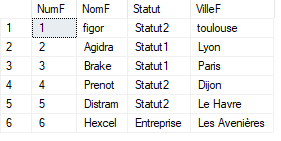 NumF NomF Statut VilleF
1 1 figor Statut2 toulouse
2 2 Agidra Statut1 Lyon
3 3 Brake Statut1 Paris
4 4 Prenot Statut2 Dijon
5 5 Distram Statut2 Le Havre
6 6 Hexcel Entreprise Les Avenières